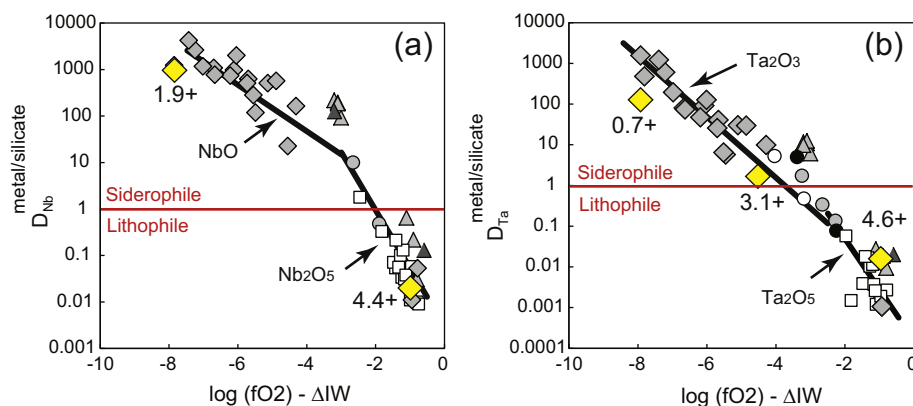 (a)
10000
1000
100
10
1
0.1
0.01
0.001
D Nb metal/silicate
1.9+
NbO
Siderophile
Lithophile
Nb2O5
4.4+
-10 -8 -6 -4 -2 0
log (fO2) - ΔIW
(b)
10000
1000
100
10
1
0.1
0.01
0.001
0.0001
D Ta metal/silicate
Ta2O3
0.7+
Siderophile
Lithophile
3.1+
4.6+
Ta2O5
-10 -8 -6 -4 -2 0
log (fO2) - ΔIW